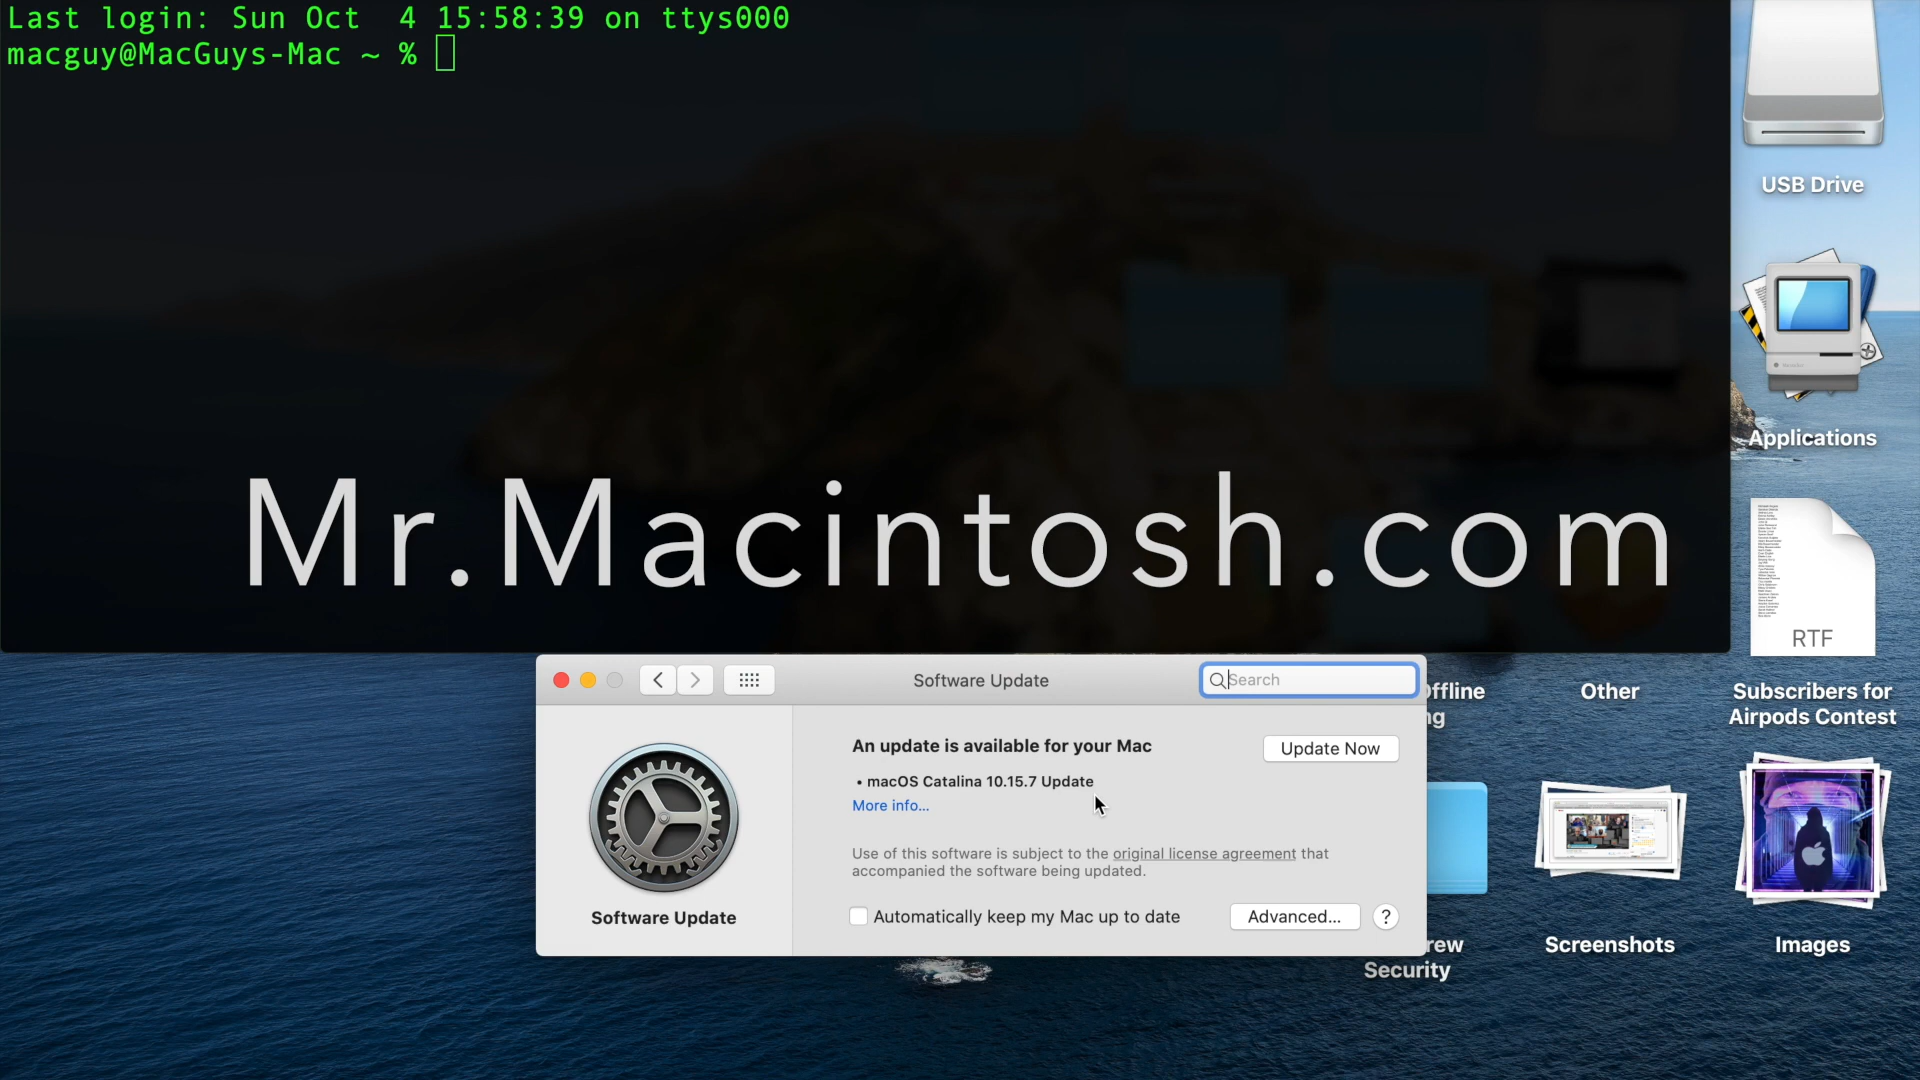 Last login: Sun Oct  4 15:58:39 on ttys000
macguy@MacGuys-Mac ~ %
USB Drive
Applications
Mr.Macintosh.com
RTF
Software Update
Search
ffline
Other
Subscribers for
Airpods Contest
An update is available for your Mac
Update Now
• macOS Catalina 10.15.7 Update
More info...
Use of this software is subject to the original license agreement that
accompanied the software being updated.
Software Update
Automatically keep my Mac up to date
Advanced...
?
rew
Security
Screenshots
Images